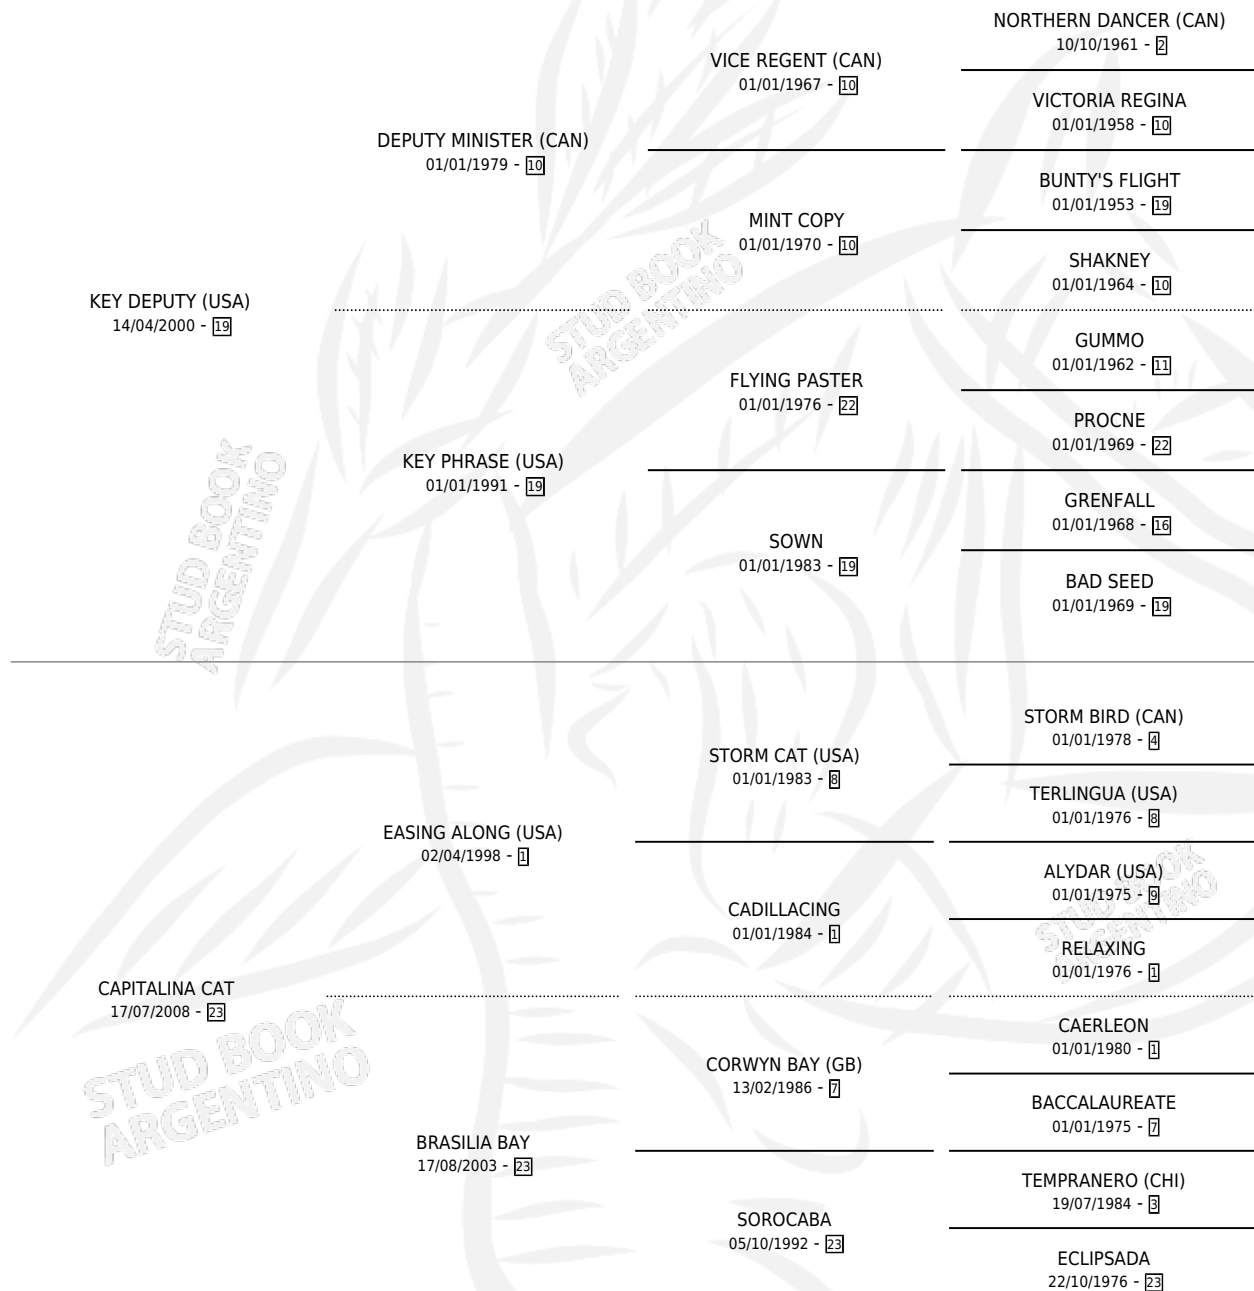 NORTHERN DANCER (CAN)
10/10/1961 - 2
VICE REGENT (CAN)
01/01/1967 - 10
VICTORIA REGINA
01/01/1958 - 10
DEPUTY MINISTER (CAN)
01/01/1979 - 10
BUNTY'S FLIGHT
01/01/1953 - 19
MINT COPY
01/01/1970 - 10
SHAKNEY
01/01/1964 - 10
KEY DEPUTY (USA)
14/04/2000 - 19
GUMMO
01/01/1962 - 11
FLYING PASTER
01/01/1976 - 22
PROCNE
01/01/1969 - 22
KEY PHRASE (USA)
01/01/1991 - 19
GRENFALL
01/01/1968 - 16
SOWN
01/01/1983 - 19
BAD SEED
01/01/1969 - 19
STORM BIRD (CAN)
01/01/1978 - 4
STORM CAT (USA)
01/01/1983 - 8
TERLINGUA (USA)
01/01/1976 - 8
EASING ALONG (USA)
02/04/1998 - 1
ALYDAR (USA)
01/01/1975 - 9
CADILLACING
01/01/1984 - 1
RELAXING
01/01/1976 - 1
CAPITALINA CAT
17/07/2008 - 23
CAERLEON
01/01/1980 - 1
CORWYN BAY (GB)
13/02/1986 - 7
BACCALAUREATE
01/01/1975 - 7
BRASILIA BAY
17/08/2003 - 23
TEMPRANERO (CHI)
19/07/1984 - 3
SOROCABA
05/10/1992 - 23
ECLIPSADA
22/10/1976 - 23
STUD BOOK
ARGENTINO
STUD BOOK
ARGENTINO
STUD BOOK
ARGENTINO
STUD BOOK
ARGENTINO